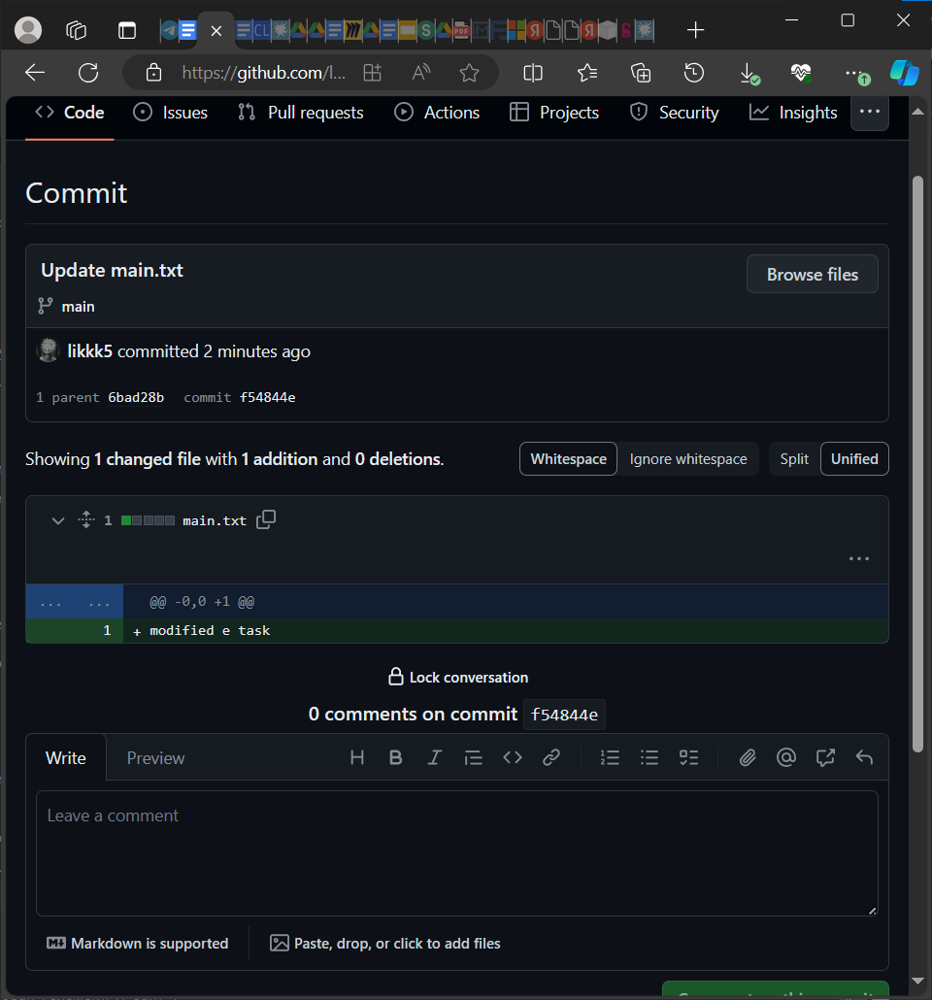 https://github.com/l...
Code Issues Pull requests Actions Projects Security Insights
Commit
Update main.txt
Browse files
main
likkk5 committed 2 minutes ago
1 parent 6bad28b commit f54844e
Showing 1 changed file with 1 addition and 0 deletions.
Whitespace Ignore whitespace Split Unified
1 main.txt
... ... @@ -0,0 +1 @@
1 + modified e task
Lock conversation
0 comments on commit f54844e
Write Preview
Leave a comment
Markdown is supported Paste, drop, or click to add files